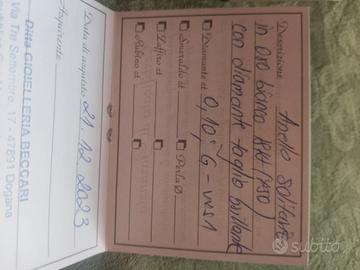 Descrizione Anello solitario
in oro bianco 18kt (750)
con diamante taglio brillante
☐ Diamante ct 0,10; G - VVS1
☐ Smeraldo ct ☐ Perla Ø
☐ Zaffiro ct ☐
☐ Rubino ct ☐
Data di acquisto 21.12.2023
Acquirente
Ditta GIOIELLERIA BECCARI
Via Tre Settembre, 17 - 47891 Dogana
subito